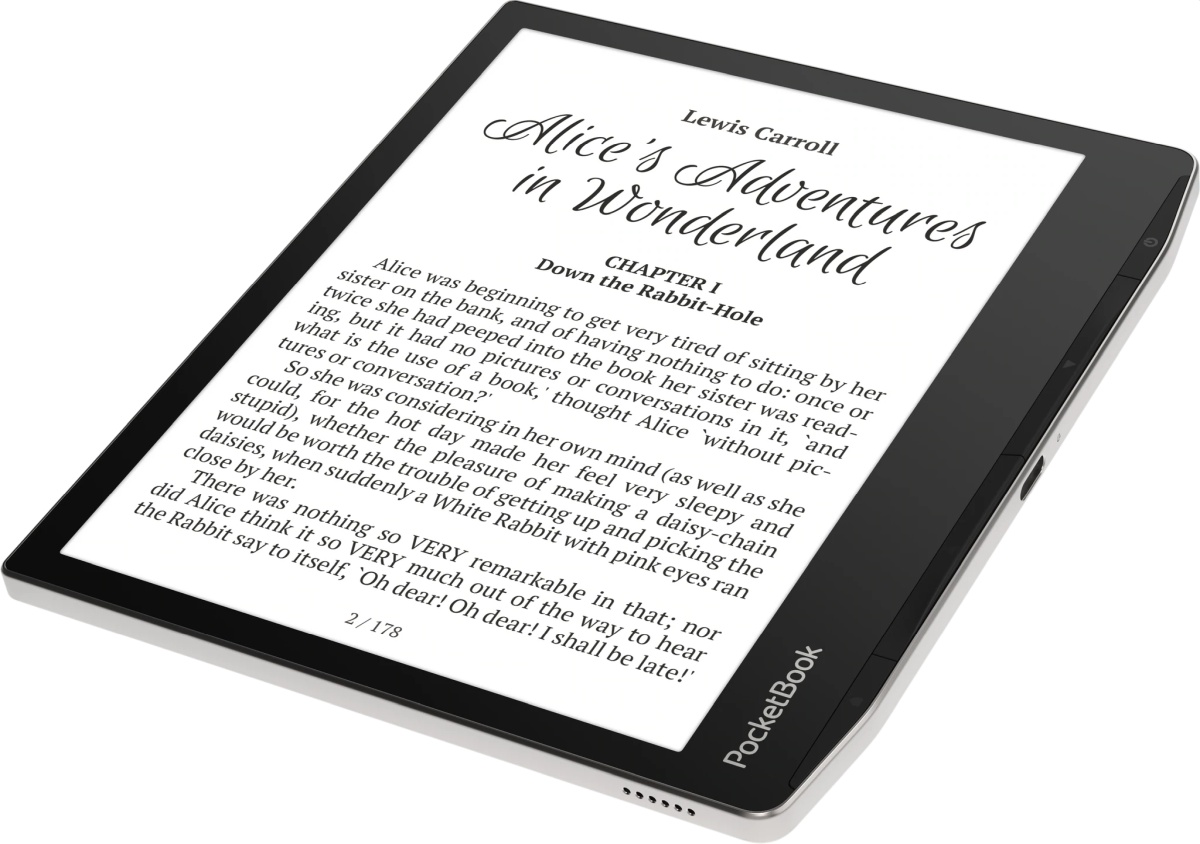 Lewis Carroll
Alice's Adventures
in Wonderland
CHAPTER I
Down the Rabbit-Hole
Alice was beginning to get very tired of sitting by her
sister on the bank, and of having nothing to do: once or
twice she had peeped into the book her sister was read-
ing, but it had no pictures or conversations in it, `and
what is the use of a book,' thought Alice `without pic-
tures or conversation?'
So she was considering in her own mind (as well as she
could, for the hot day made her feel very sleepy and
stupid), whether the pleasure of making a daisy-chain
would be worth the trouble of getting up and picking the
daisies, when suddenly a White Rabbit with pink eyes ran
close by her.
There was nothing so VERY remarkable in that; nor
did Alice think it so VERY much out of the way to hear
the Rabbit say to itself, `Oh dear! Oh dear! I shall be late!'
2 / 178
PocketBook